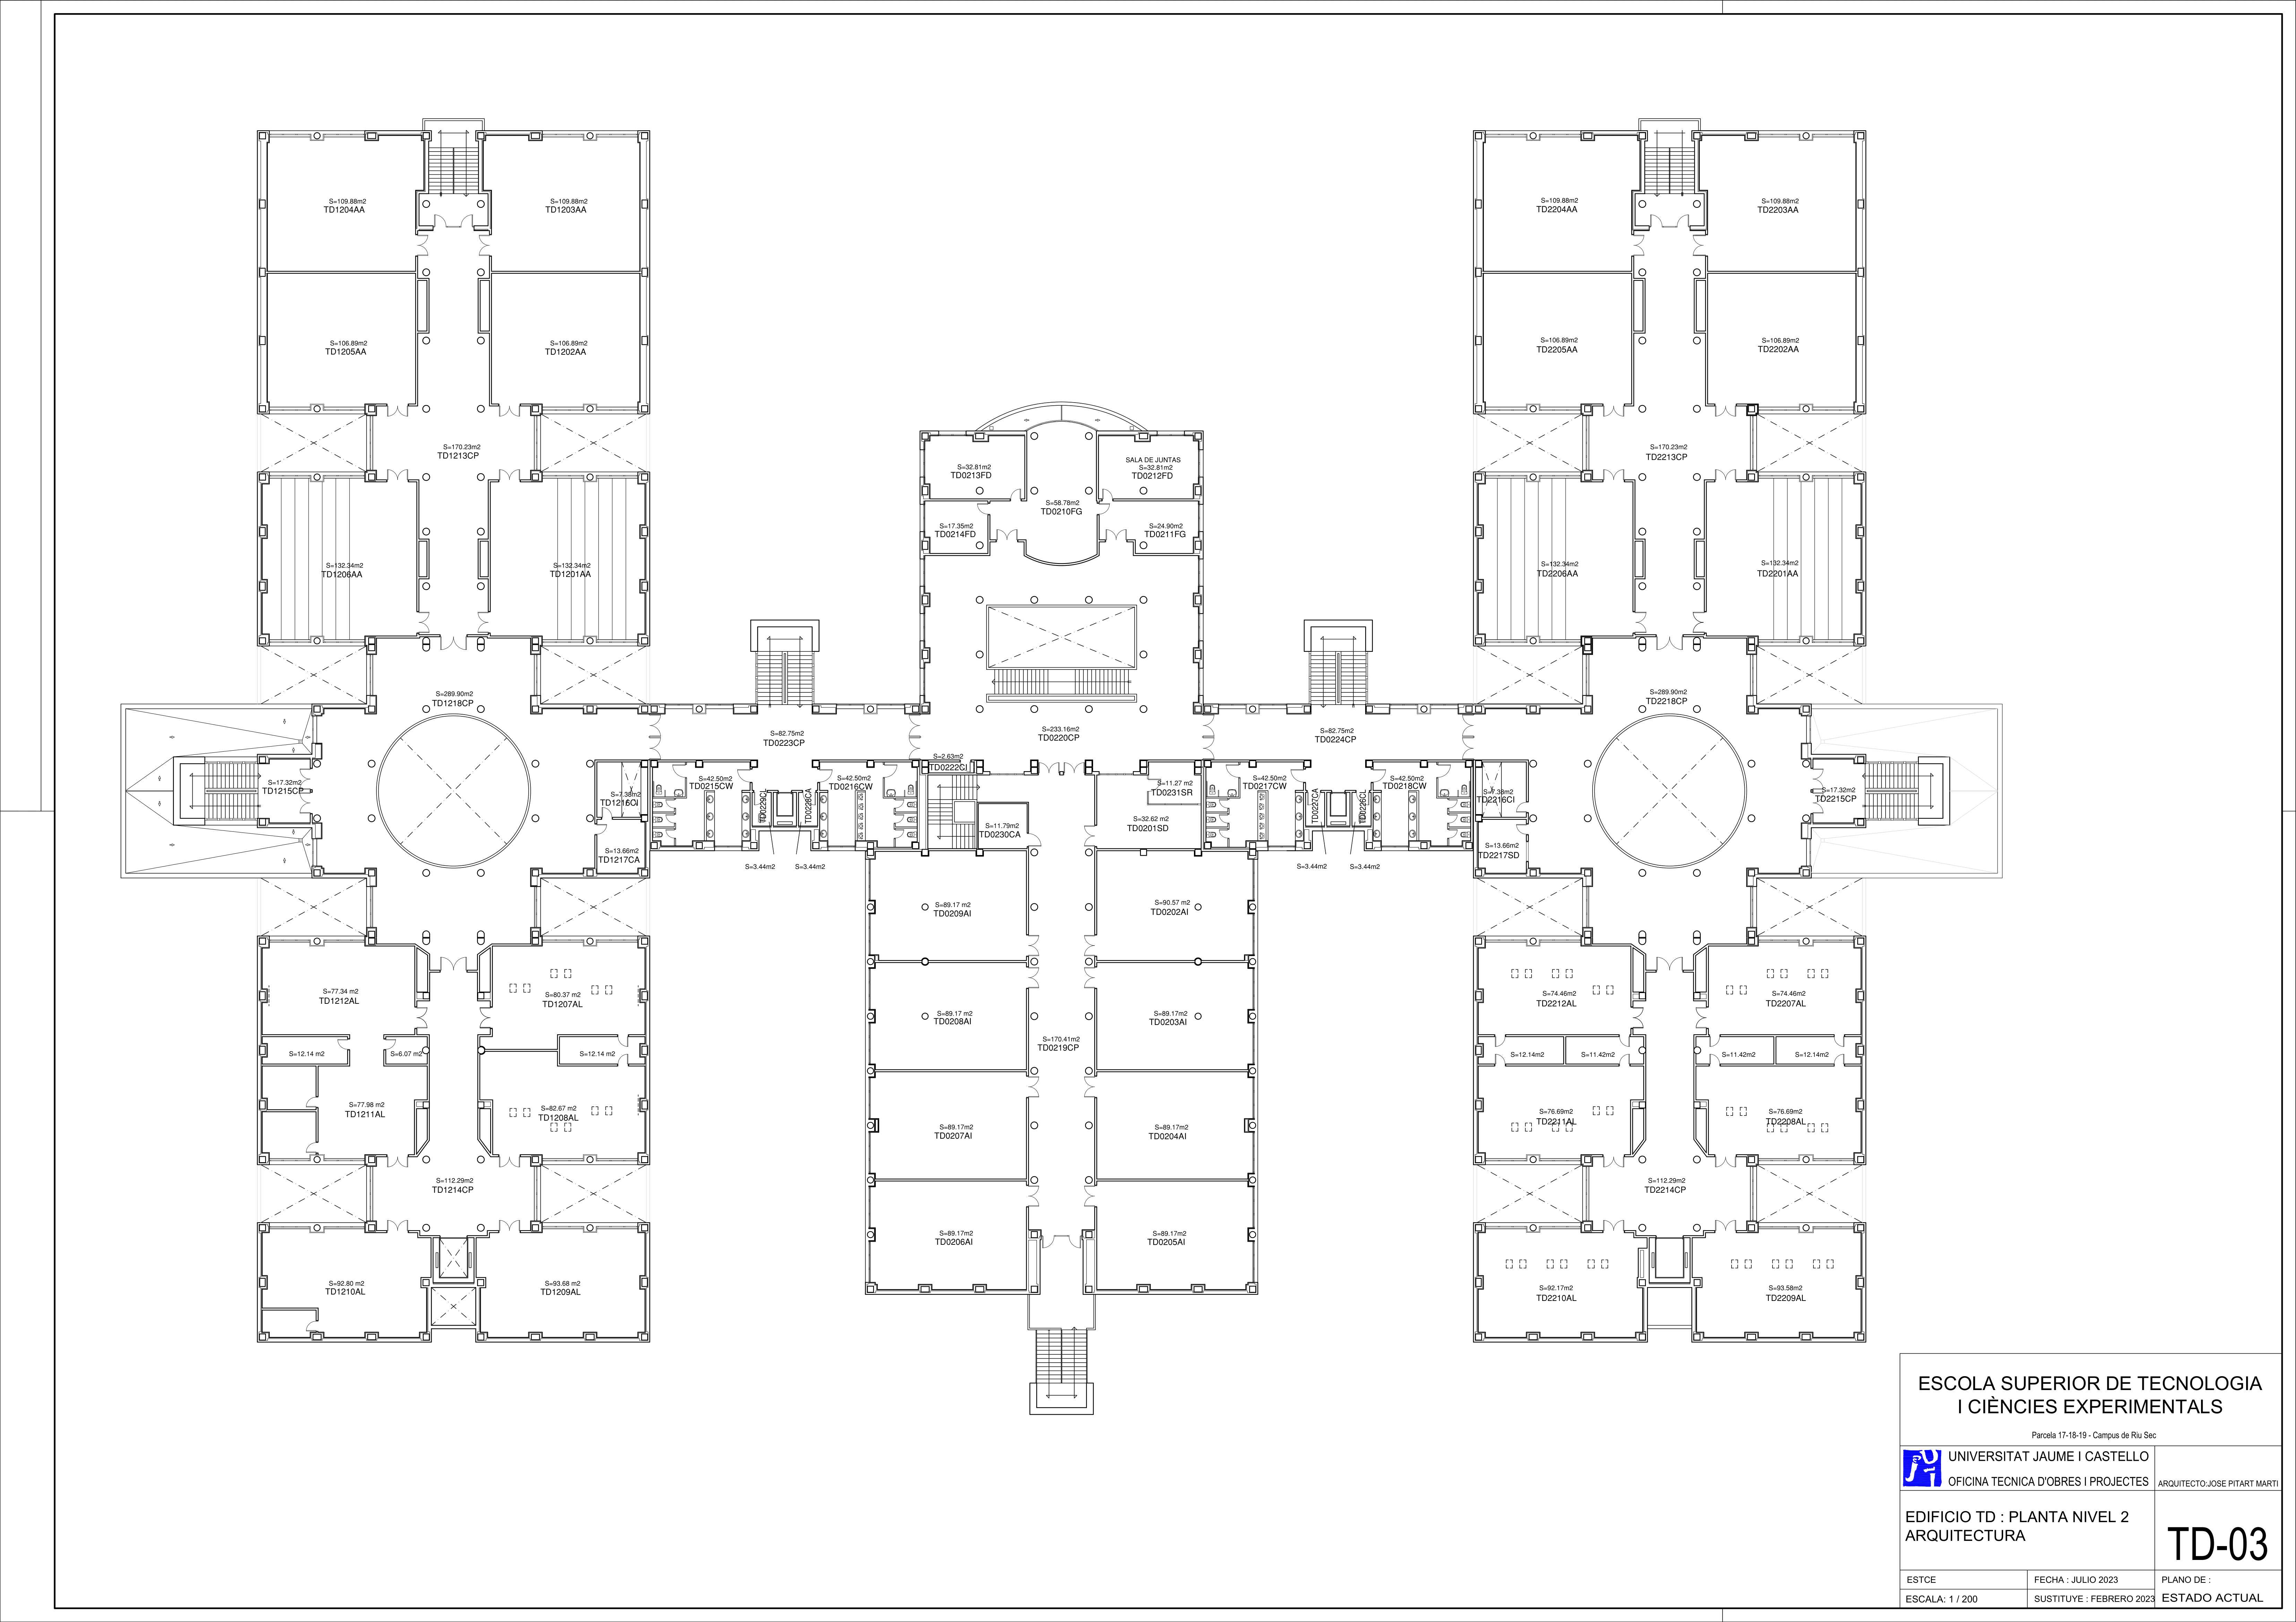 S=109.88m2
TD1204AA
S=109.88m2
TD1203AA
S=106.89m2
TD1205AA
S=106.89m2
TD1202AA
S=170.23m2
TD1213CP
S=132.34m2
TD1206AA
S=132.34m2
TD1201AA
S=289.90m2
TD1218CP
S=17.32m2
TD1215CP
S=7.38m2
TD1216CI
S=13.66m2
TD1217CA
S=77.34 m2
TD1212AL
S=80.37 m2
TD1207AL
S=12.14 m2
S=6.07 m2
S=12.14 m2
S=77.98 m2
TD1211AL
S=82.67 m2
TD1208AL
S=112.29m2
TD1214CP
S=92.80 m2
TD1210AL
S=93.68 m2
TD1209AL
S=82.75m2
TD0223CP
S=42.50m2
TD0215CW
TD0229CL
TD0228CA
S=42.50m2
TD0216CW
S=3.44m2
S=3.44m2
S=32.81m2
TD0213FD
SALA DE JUNTAS
S=32.81m2
TD0212FD
S=58.78m2
TD0210FG
S=17.35m2
TD0214FD
S=24.90m2
TD0211FG
S=233.16m2
TD0220CP
S=2.63m2
TD0222CI
S=11.79m2
TD0230CA
S=11.27 m2
TD0231SR
S=32.62 m2
TD0201SD
S=89.17 m2
TD0209AI
S=90.57 m2
TD0202AI
S=89.17 m2
TD0208AI
S=89.17m2
TD0203AI
S=170.41m2
TD0219CP
S=89.17m2
TD0207AI
S=89.17m2
TD0204AI
S=89.17m2
TD0206AI
S=89.17m2
TD0205AI
S=82.75m2
TD0224CP
S=42.50m2
TD0217CW
TD0227CA
TD0226CL
S=42.50m2
TD0218CW
S=3.44m2
S=3.44m2
S=109.88m2
TD2204AA
S=109.88m2
TD2203AA
S=106.89m2
TD2205AA
S=106.89m2
TD2202AA
S=170.23m2
TD2213CP
S=132.34m2
TD2206AA
S=132.34m2
TD2201AA
S=289.90m2
TD2218CP
S=7.38m2
TD2216CI
S=17.32m2
TD2215CP
S=13.66m2
TD2217SD
S=74.46m2
TD2212AL
S=74.46m2
TD2207AL
S=12.14m2
S=11.42m2
S=11.42m2
S=12.14m2
S=76.69m2
TD2211AL
S=76.69m2
TD2208AL
S=112.29m2
TD2214CP
S=92.17m2
TD2210AL
S=93.58m2
TD2209AL
ESCOLA SUPERIOR DE TECNOLOGIA
I CIÈNCIES EXPERIMENTALS
Parcela 17-18-19 - Campus de Riu Sec
UNIVERSITAT JAUME I CASTELLO
OFICINA TECNICA D'OBRES I PROJECTES
ARQUITECTO:JOSE PITART MARTI
EDIFICIO TD : PLANTA NIVEL 2
ARQUITECTURA
TD-03
ESTCE
FECHA : JULIO 2023
PLANO DE :
ESCALA: 1 / 200
SUSTITUYE : FEBRERO 2023
ESTADO ACTUAL